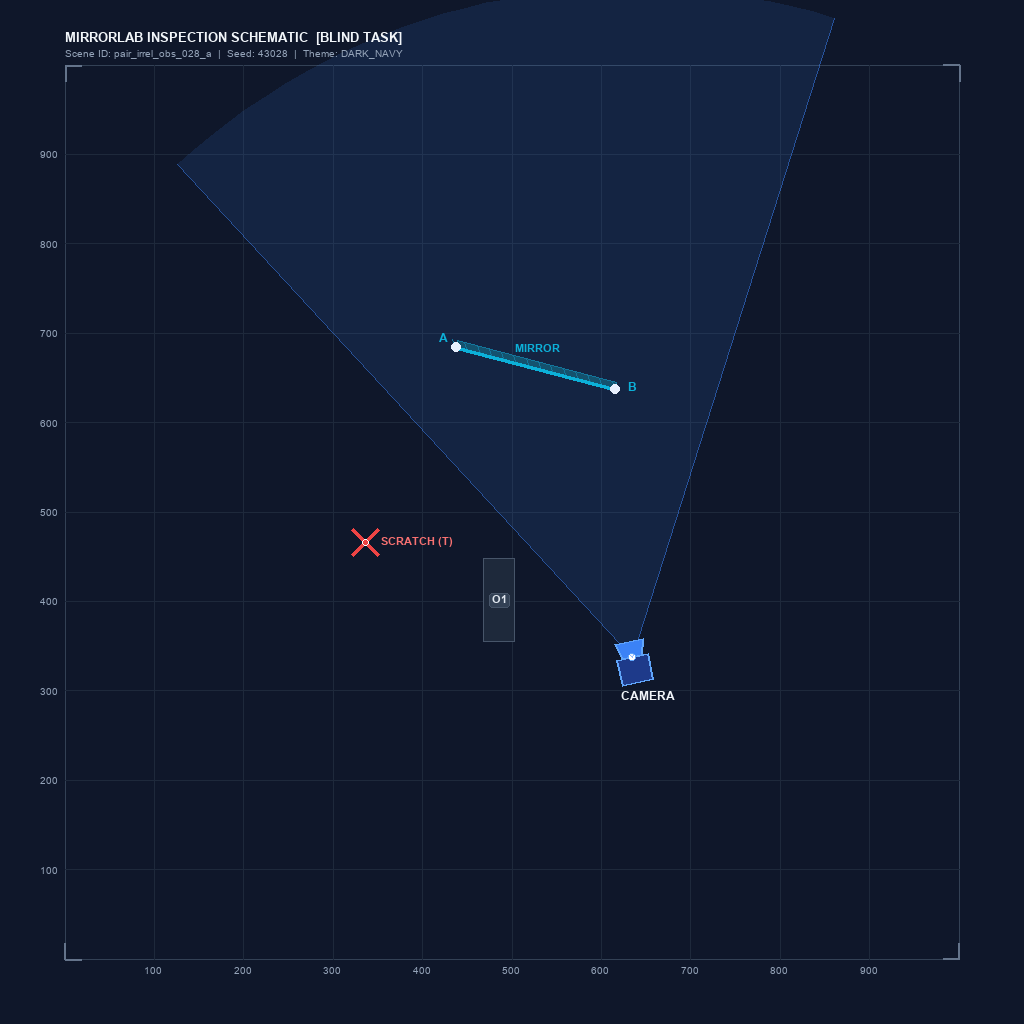 MIRRORLAB INSPECTION SCHEMATIC [BLIND TASK]
Scene ID: pair_irrel_obs_028_a | Seed: 43028 | Theme: DARK_NAVY
900
800
700
600
500
400
300
200
100
A
MIRROR
B
SCRATCH (T)
O1
CAMERA
100 200 300 400 500 600 700 800 900